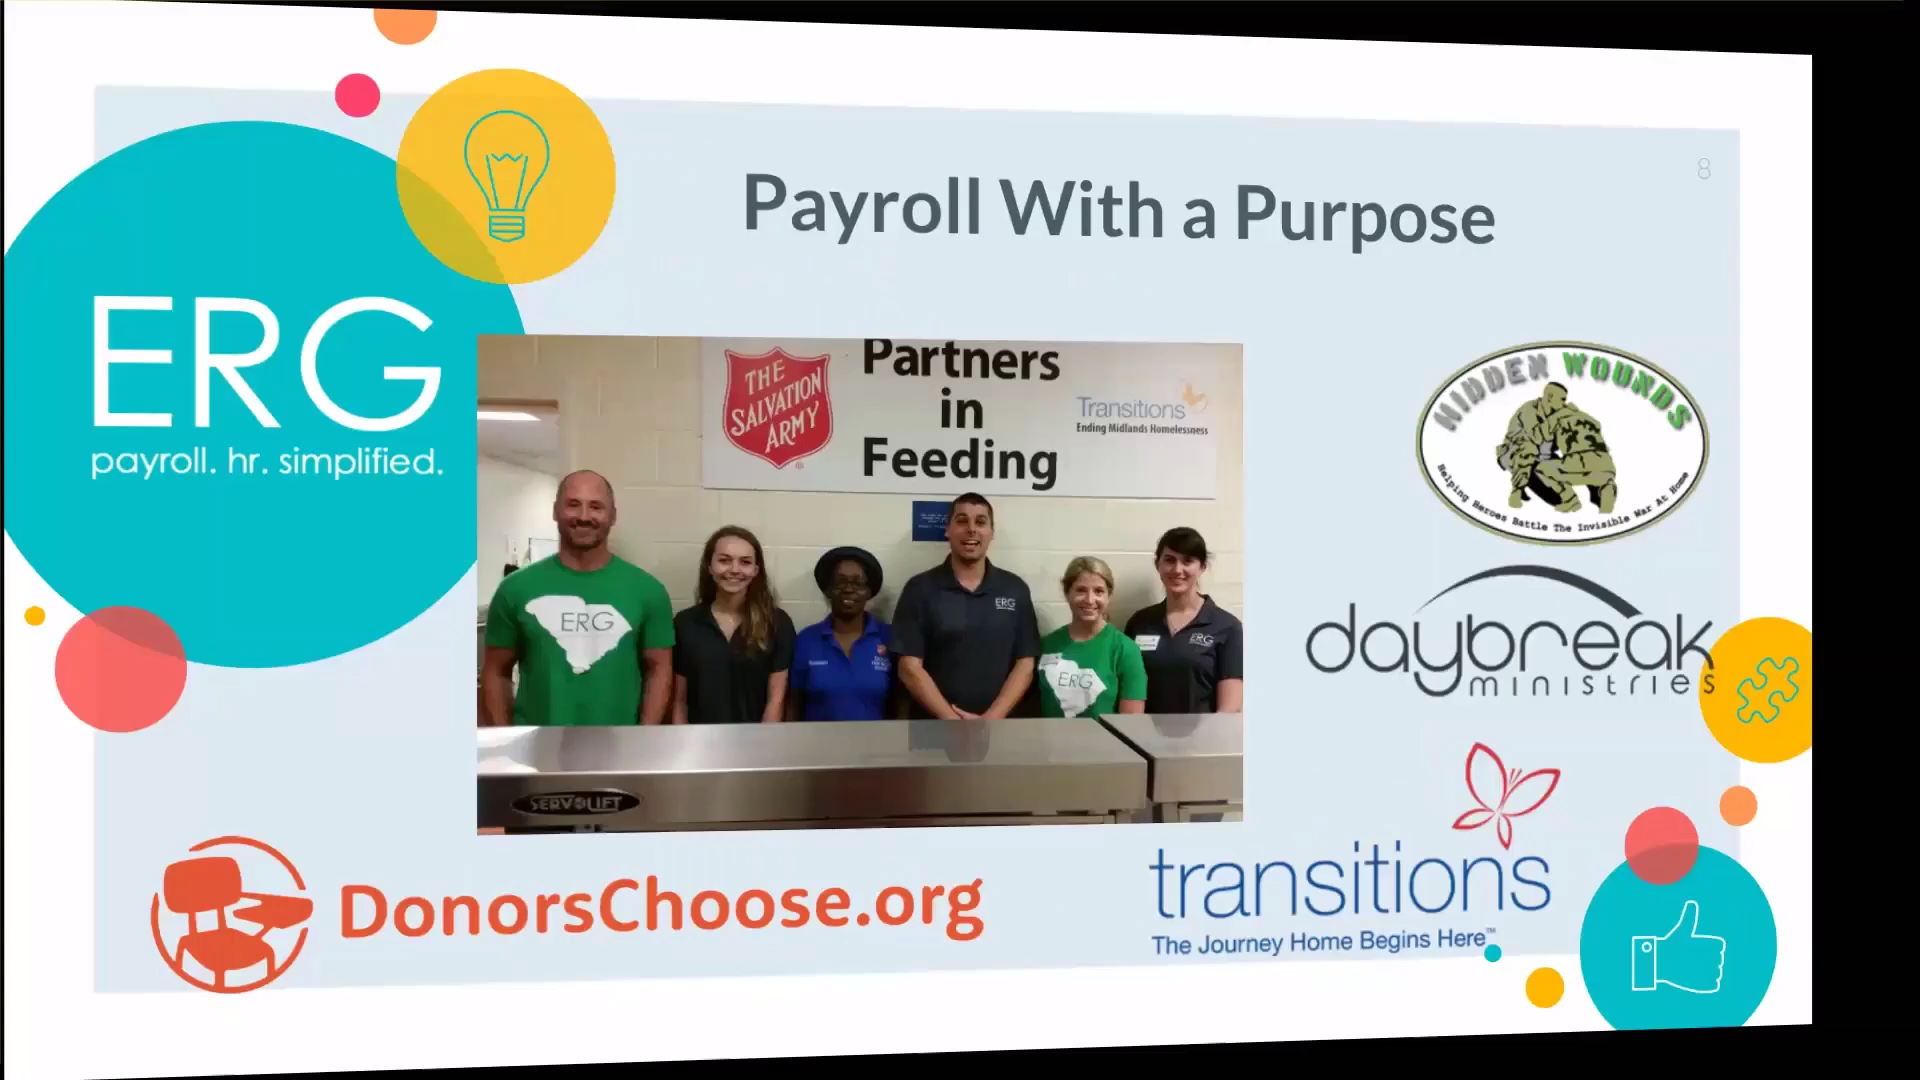 8
Payroll With a Purpose
ERG
payroll. hr. simplified.
THE
SALVATION
ARMY
Partners
in
Feeding
Transitions
Ending Midlands Homelessness
ERG
ERG
ERG
ERG
SERVOLIFT
HIDDEN WOUNDS
Helping Heroes Battle The Invisible War At Home
daybreak
ministries
transitions
The Journey Home Begins Here™
DonorsChoose.org